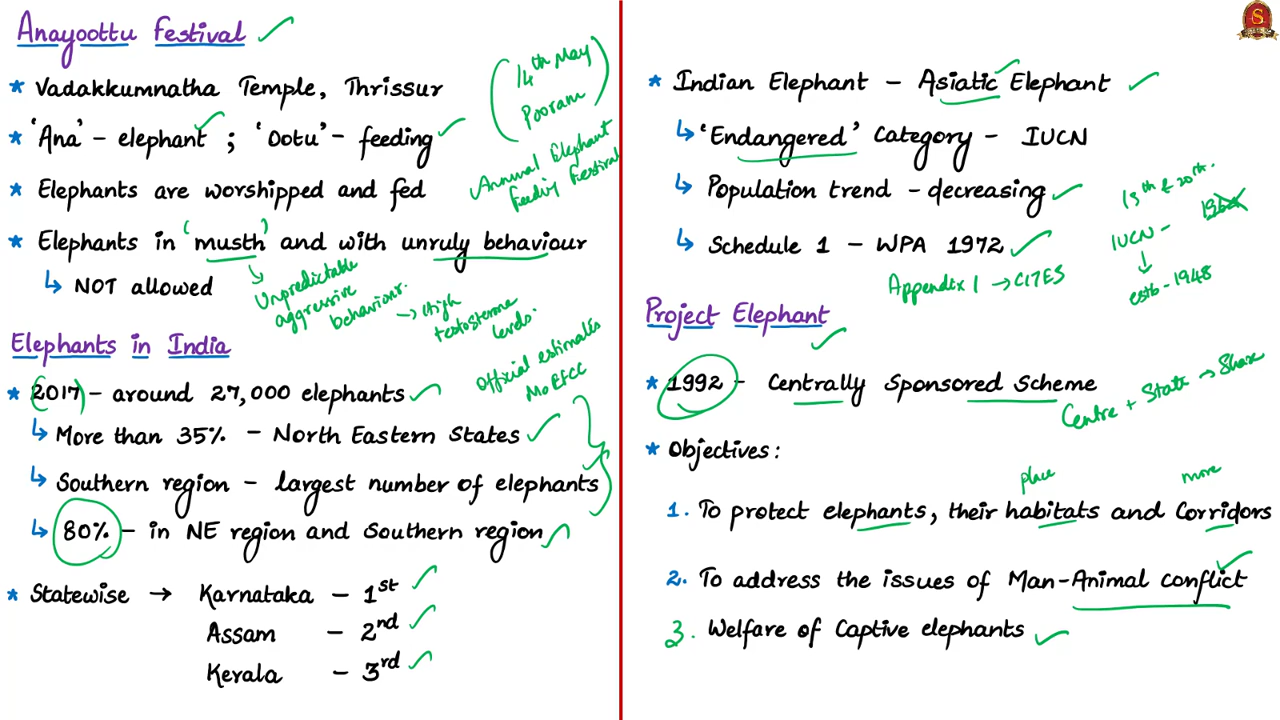 Anayoottu Festival
* Vadakkumnatha Temple, Thrissur
* 'Ana' - elephant ; 'Ootu' - feeding
(14th May
Pooram)
Annual Elephant
Feeding Festival
* Elephants are worshipped and fed
* Elephants in (musth) and with unruly behaviour
↳ NOT allowed
Unpredictable
aggressive
behaviour. → High
testosterone
levels.
Elephants in India
* (2017) - around 27,000 elephants
Official estimates
MoEFCC
↳ More than 35% - North Eastern States
↳ Southern region - largest number of elephants
↳ 80% - in NE region and Southern region
* Statewise → Karnataka - 1st
Assam - 2nd
Kerala - 3rd
S
* Indian Elephant - Asiatic Elephant
↳ 'Endangered' Category - IUCN
↳ Population trend - decreasing
↳ Schedule 1 - WPA 1972
Appendix I → CITES
19th & 20th.
IUCN -
↓
estb - 1948
Project Elephant
* 1992 - Centrally Sponsored Scheme
Centre + State → Share
* Objectives :
place more
1. To protect elephants, their habitats and Corridors
2. To address the issues of Man-Animal conflict
3. Welfare of Captive elephants